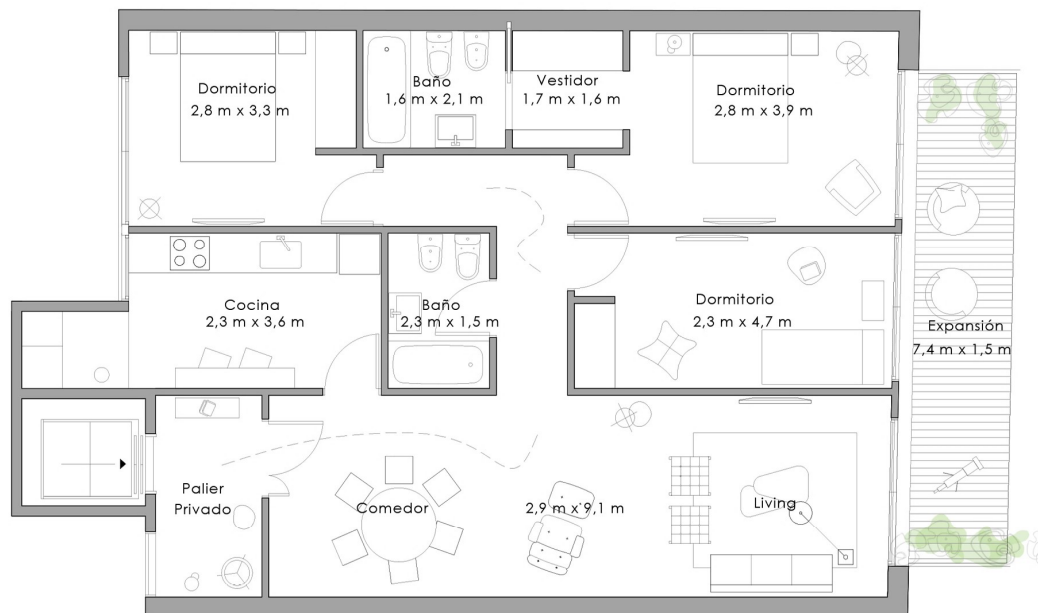 Dormitorio
2,8 m x 3,3 m
Baño
1,6 m x 2,1 m
Vestidor
1,7 m x 1,6 m
Dormitorio
2,8 m x 3,9 m
Cocina
2,3 m x 3,6 m
Baño
2,3 m x 1,5 m
Dormitorio
2,3 m x 4,7 m
Expansión
7,4 m x 1,5 m
Palier
Privado
Comedor
2,9 m x 9,1 m
Living